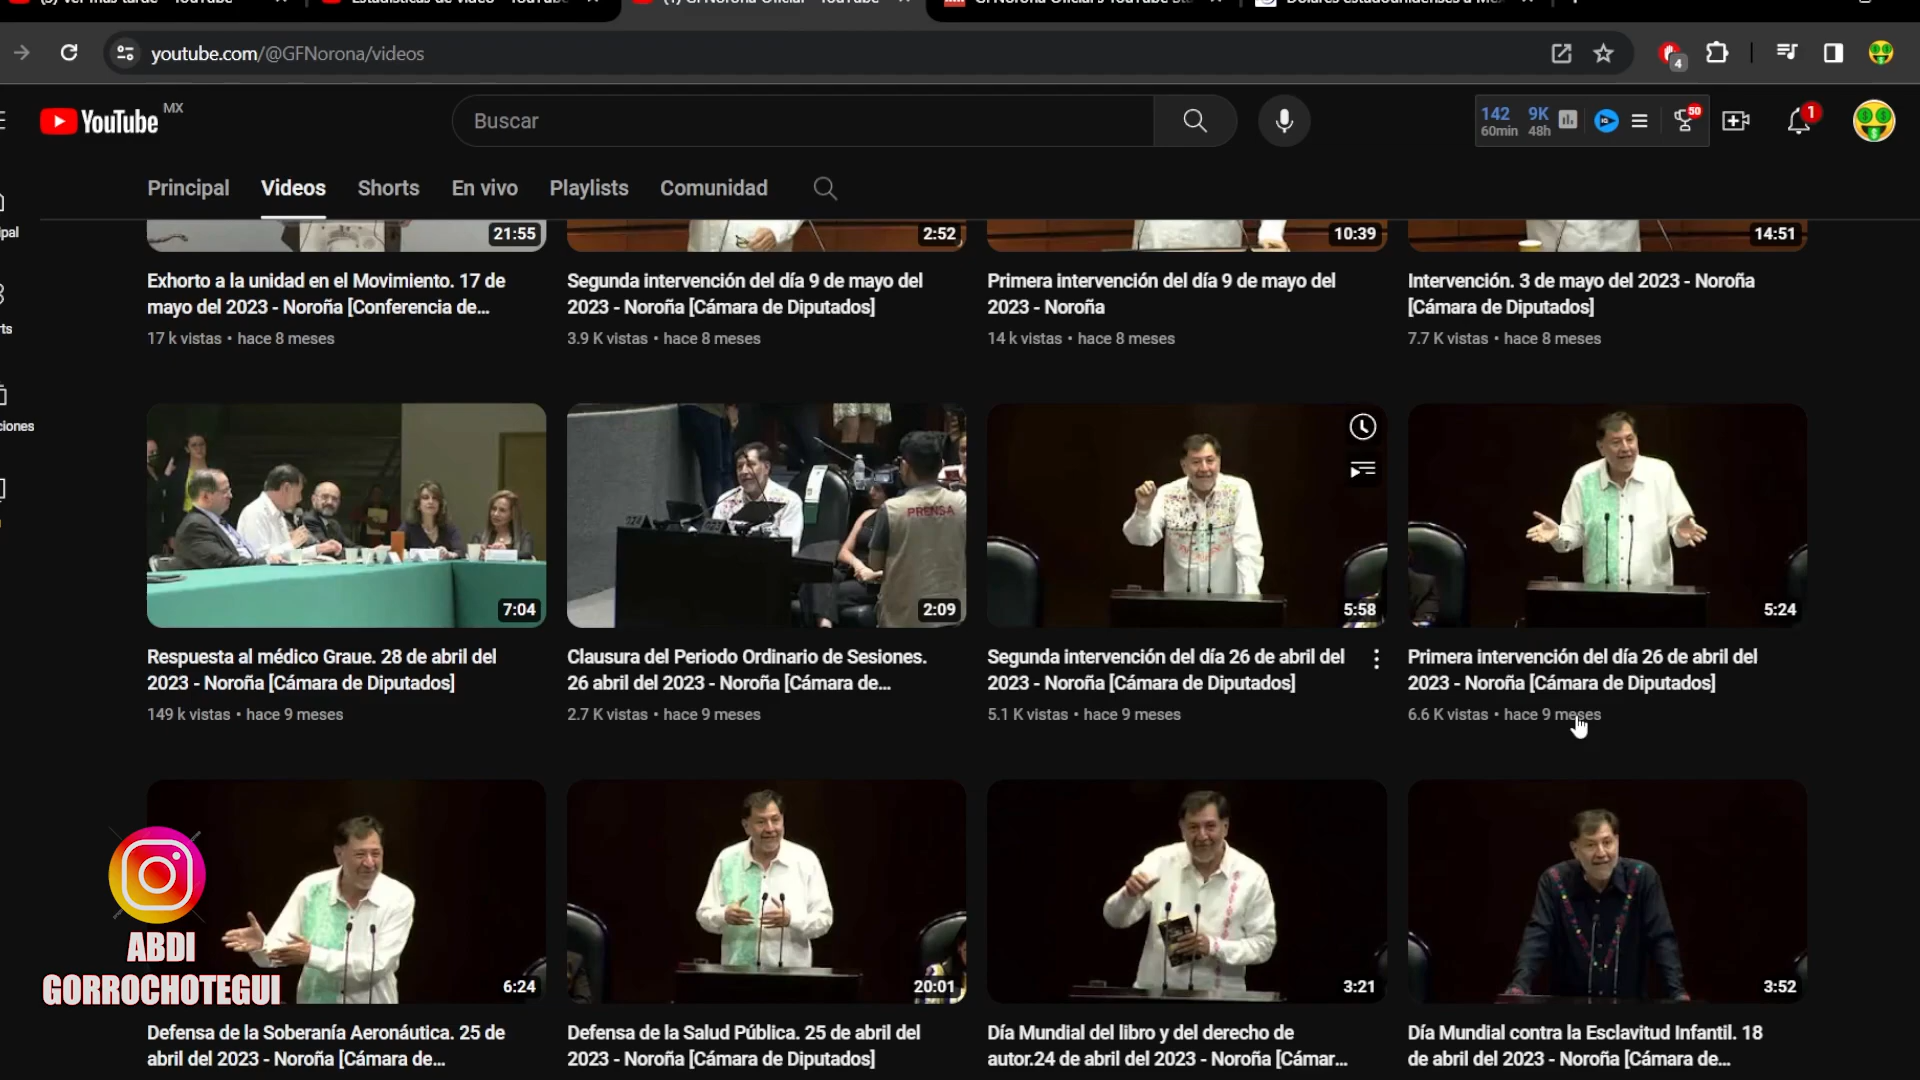 youtube.com/@GFNorona/videos
4
YouTube MX
Buscar
142 9K
60min 48h
50
1
Principal Videos Shorts En vivo Playlists Comunidad
21:55
2:52
10:39
14:51
Exhorto a la unidad en el Movimiento. 17 de
mayo del 2023 - Noroña [Conferencia de...
17 k vistas • hace 8 meses
Segunda intervención del día 9 de mayo del
2023 - Noroña [Cámara de Diputados]
3.9 K vistas • hace 8 meses
Primera intervención del día 9 de mayo del
2023 - Noroña
14 k vistas • hace 8 meses
Intervención. 3 de mayo del 2023 - Noroña
[Cámara de Diputados]
7.7 K vistas • hace 8 meses
7:04
PRENSA
2:09
5:58
5:24
Respuesta al médico Graue. 28 de abril del
2023 - Noroña [Cámara de Diputados]
149 k vistas • hace 9 meses
Clausura del Periodo Ordinario de Sesiones.
26 abril del 2023 - Noroña [Cámara de...
2.7 K vistas • hace 9 meses
Segunda intervención del día 26 de abril del
2023 - Noroña [Cámara de Diputados]
5.1 K vistas • hace 9 meses
Primera intervención del día 26 de abril del
2023 - Noroña [Cámara de Diputados]
6.6 K vistas • hace 9 meses
ABDI
GORROCHOTEGUI
6:24
20:01
3:21
3:52
Defensa de la Soberanía Aeronáutica. 25 de
abril del 2023 - Noroña [Cámara de...
Defensa de la Salud Pública. 25 de abril del
2023 - Noroña [Cámara de Diputados]
Día Mundial del libro y del derecho de
autor.24 de abril del 2023 - Noroña [Cámar...
Día Mundial contra la Esclavitud Infantil. 18
de abril del 2023 - Noroña [Cámara de...